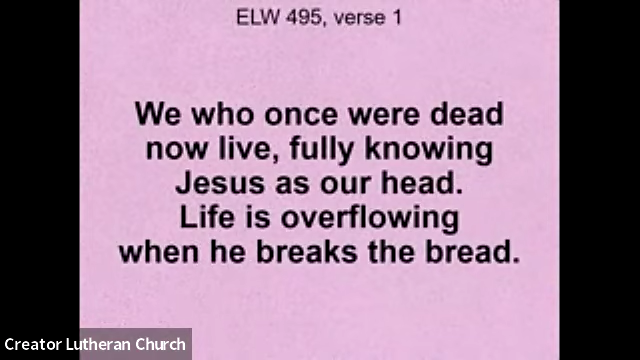 ELW 495, verse 1
We who once were dead
now live, fully knowing
Jesus as our head.
Life is overflowing
when he breaks the bread.
Creator Lutheran Church